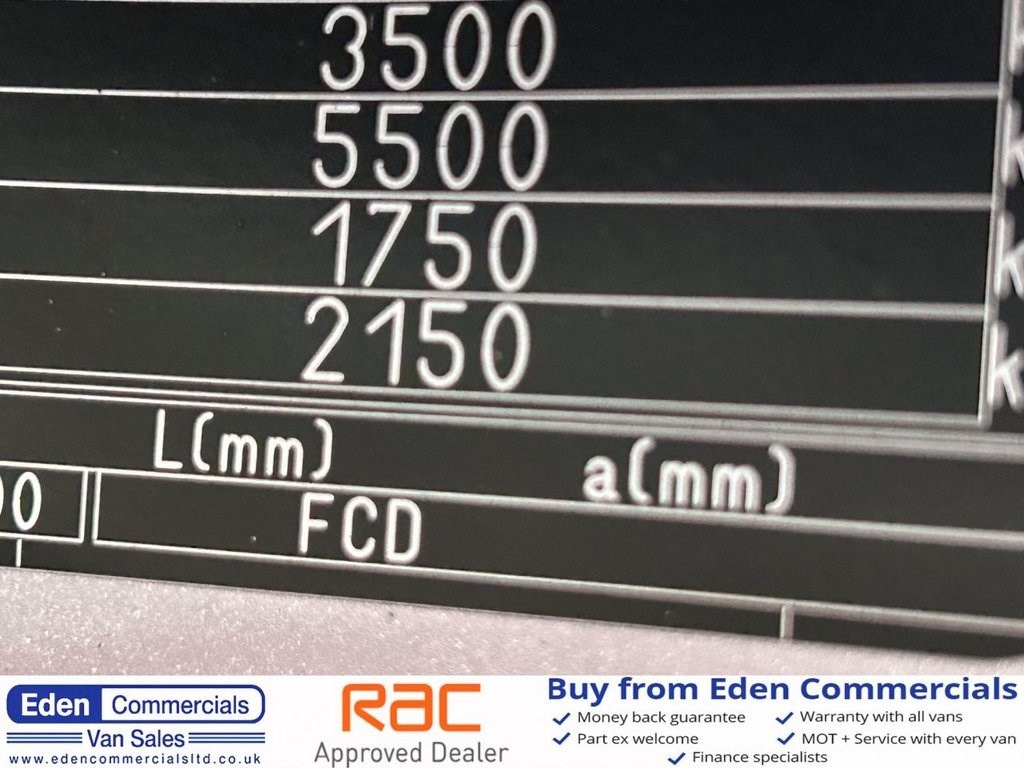 3500
5500 k
1750 k
2150 k
L(mm) a(mm)
00 FCD
Eden Commercials
Van Sales
www.edencommercialsltd.co.uk
RAC
Approved Dealer
Buy from Eden Commercials
Money back guarantee
Warranty with all vans
Part ex welcome
MOT + Service with every van
Finance specialists